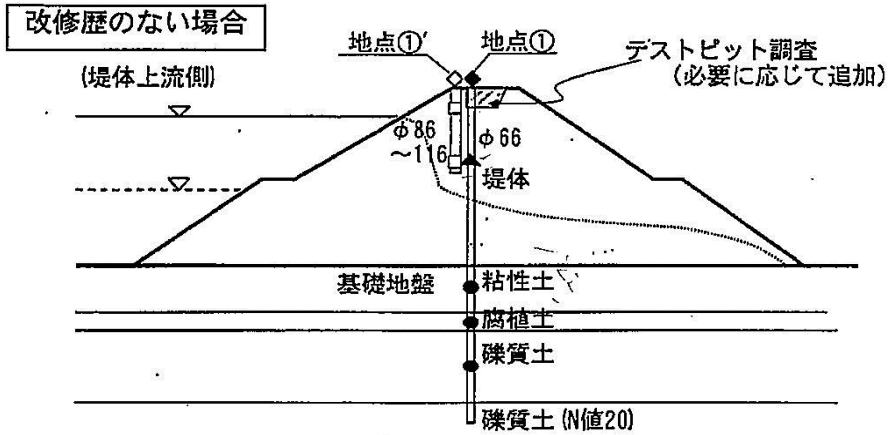 改修歴のない場合
地点①′
地点①
デストピット調査
(必要に応じて追加)
(堤体上流側)
φ86
～116
φ66
堤体
基礎地盤
粘性土
腐植土
礫質土
礫質土(N値20)